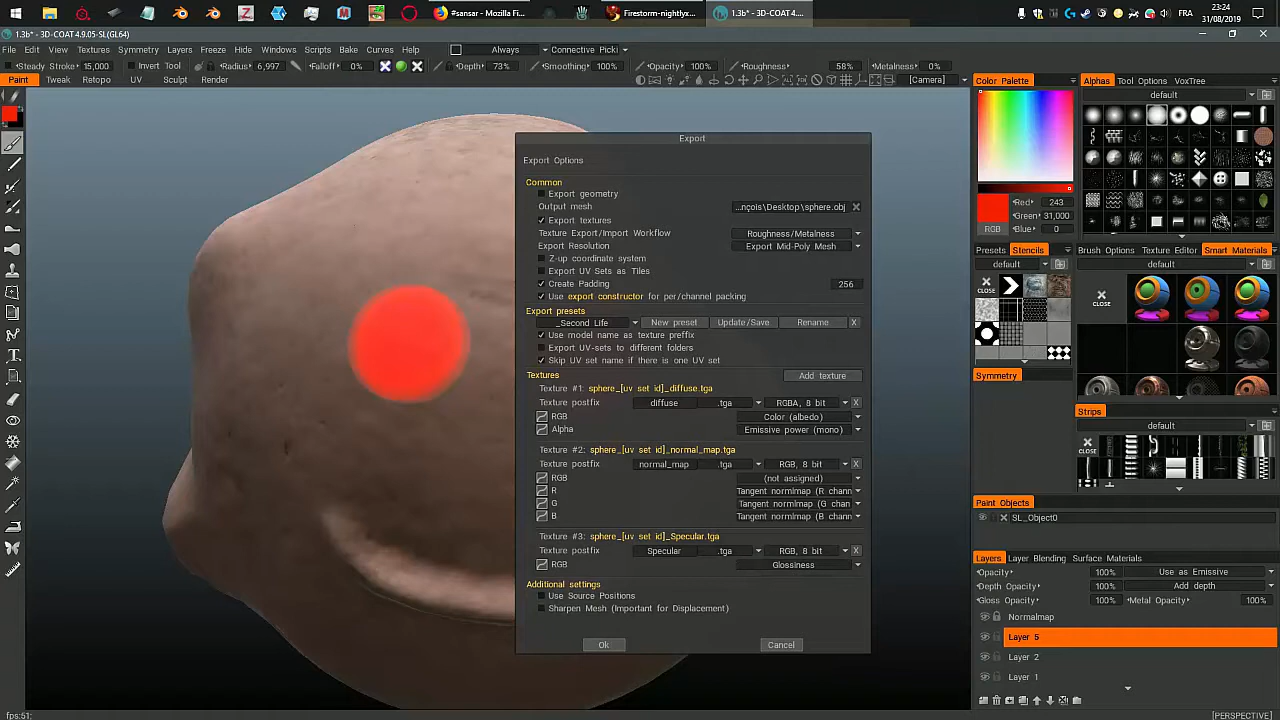 #sansar - Mozilla Fi...
Firestorm-nightlyx...
1.3b* - 3D-COAT 4....
FRA
23:24
31/08/2019
1.3b* - 3D-COAT 4.9.05-SL(GL64)
File Edit View Textures Symmetry Layers Freeze Hide Windows Scripts Bake Curves Help Always Connective Picki
Steady Stroke 15,000 Invert Tool Radius 6,997 Falloff 0% Depth 73% Smoothing 100% Opacity 100% Roughness 58% Metalness 0%
Paint Tweak Retopo UV Sculpt Render
[Camera]
Export
Export Options
Common
Export geometry
Output mesh ...nçois\Desktop\sphere.obj
Export textures
Texture Export/Import Workflow Roughness/Metalness
Export Resolution Export Mid-Poly Mesh
Z-up coordinate system
Export UV Sets as Tiles
Create Padding 256
Use export constructor for per/channel packing
Export presets
_Second Life New preset Update/Save Rename X
Use model name as texture preffix
Export UV-sets to different folders
Skip UV set name if there is one UV set
Textures Add texture
Texture #1: sphere_[uv set id]_diffuse.tga
Texture postfix diffuse .tga RGBA, 8 bit X
RGB Color (albedo)
Alpha Emissive power (mono)
Texture #2: sphere_[uv set id]_normal_map.tga
Texture postfix normal_map .tga RGB, 8 bit X
RGB (not assigned)
R Tangent normlmap (R chann
G Tangent normlmap (G chan
B Tangent normlmap (B chann
Texture #3: sphere_[uv set id]_Specular.tga
Texture postfix Specular .tga RGB, 8 bit X
RGB Glossiness
Additional settings
Use Source Positions
Sharpen Mesh (Important for Displacement)
Ok Cancel
Color Palette
Red 243
Green 31,000
RGB Blue 0
Alphas Tool Options VoxTree
default
Presets Stencils
default
CLOSE
Brush Options Texture Editor Smart Materials
default
CLOSE
Symmetry
Strips
default
CLOSE
Paint Objects
SL_Object0
Layers Layer Blending Surface Materials
Opacity 100% Use as Emissive
Depth Opacity 100% Add depth
Gloss Opacity 100% Metal Opacity 100%
Normalmap
Layer 5
Layer 2
Layer 1
fps:51;
[PERSPECTIVE]